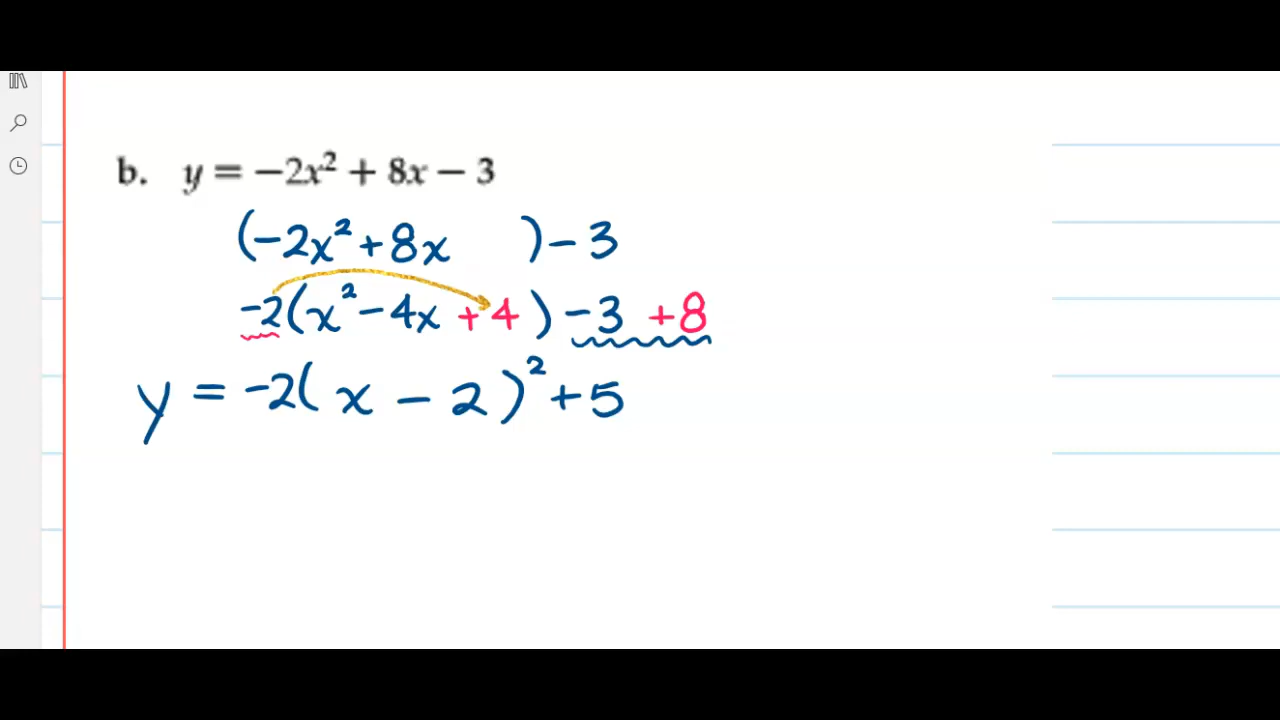 b. y = −2x² + 8x − 3
(−2x² + 8x ) − 3
−2(x² − 4x + 4 ) − 3 + 8
y = −2( x − 2 )² + 5